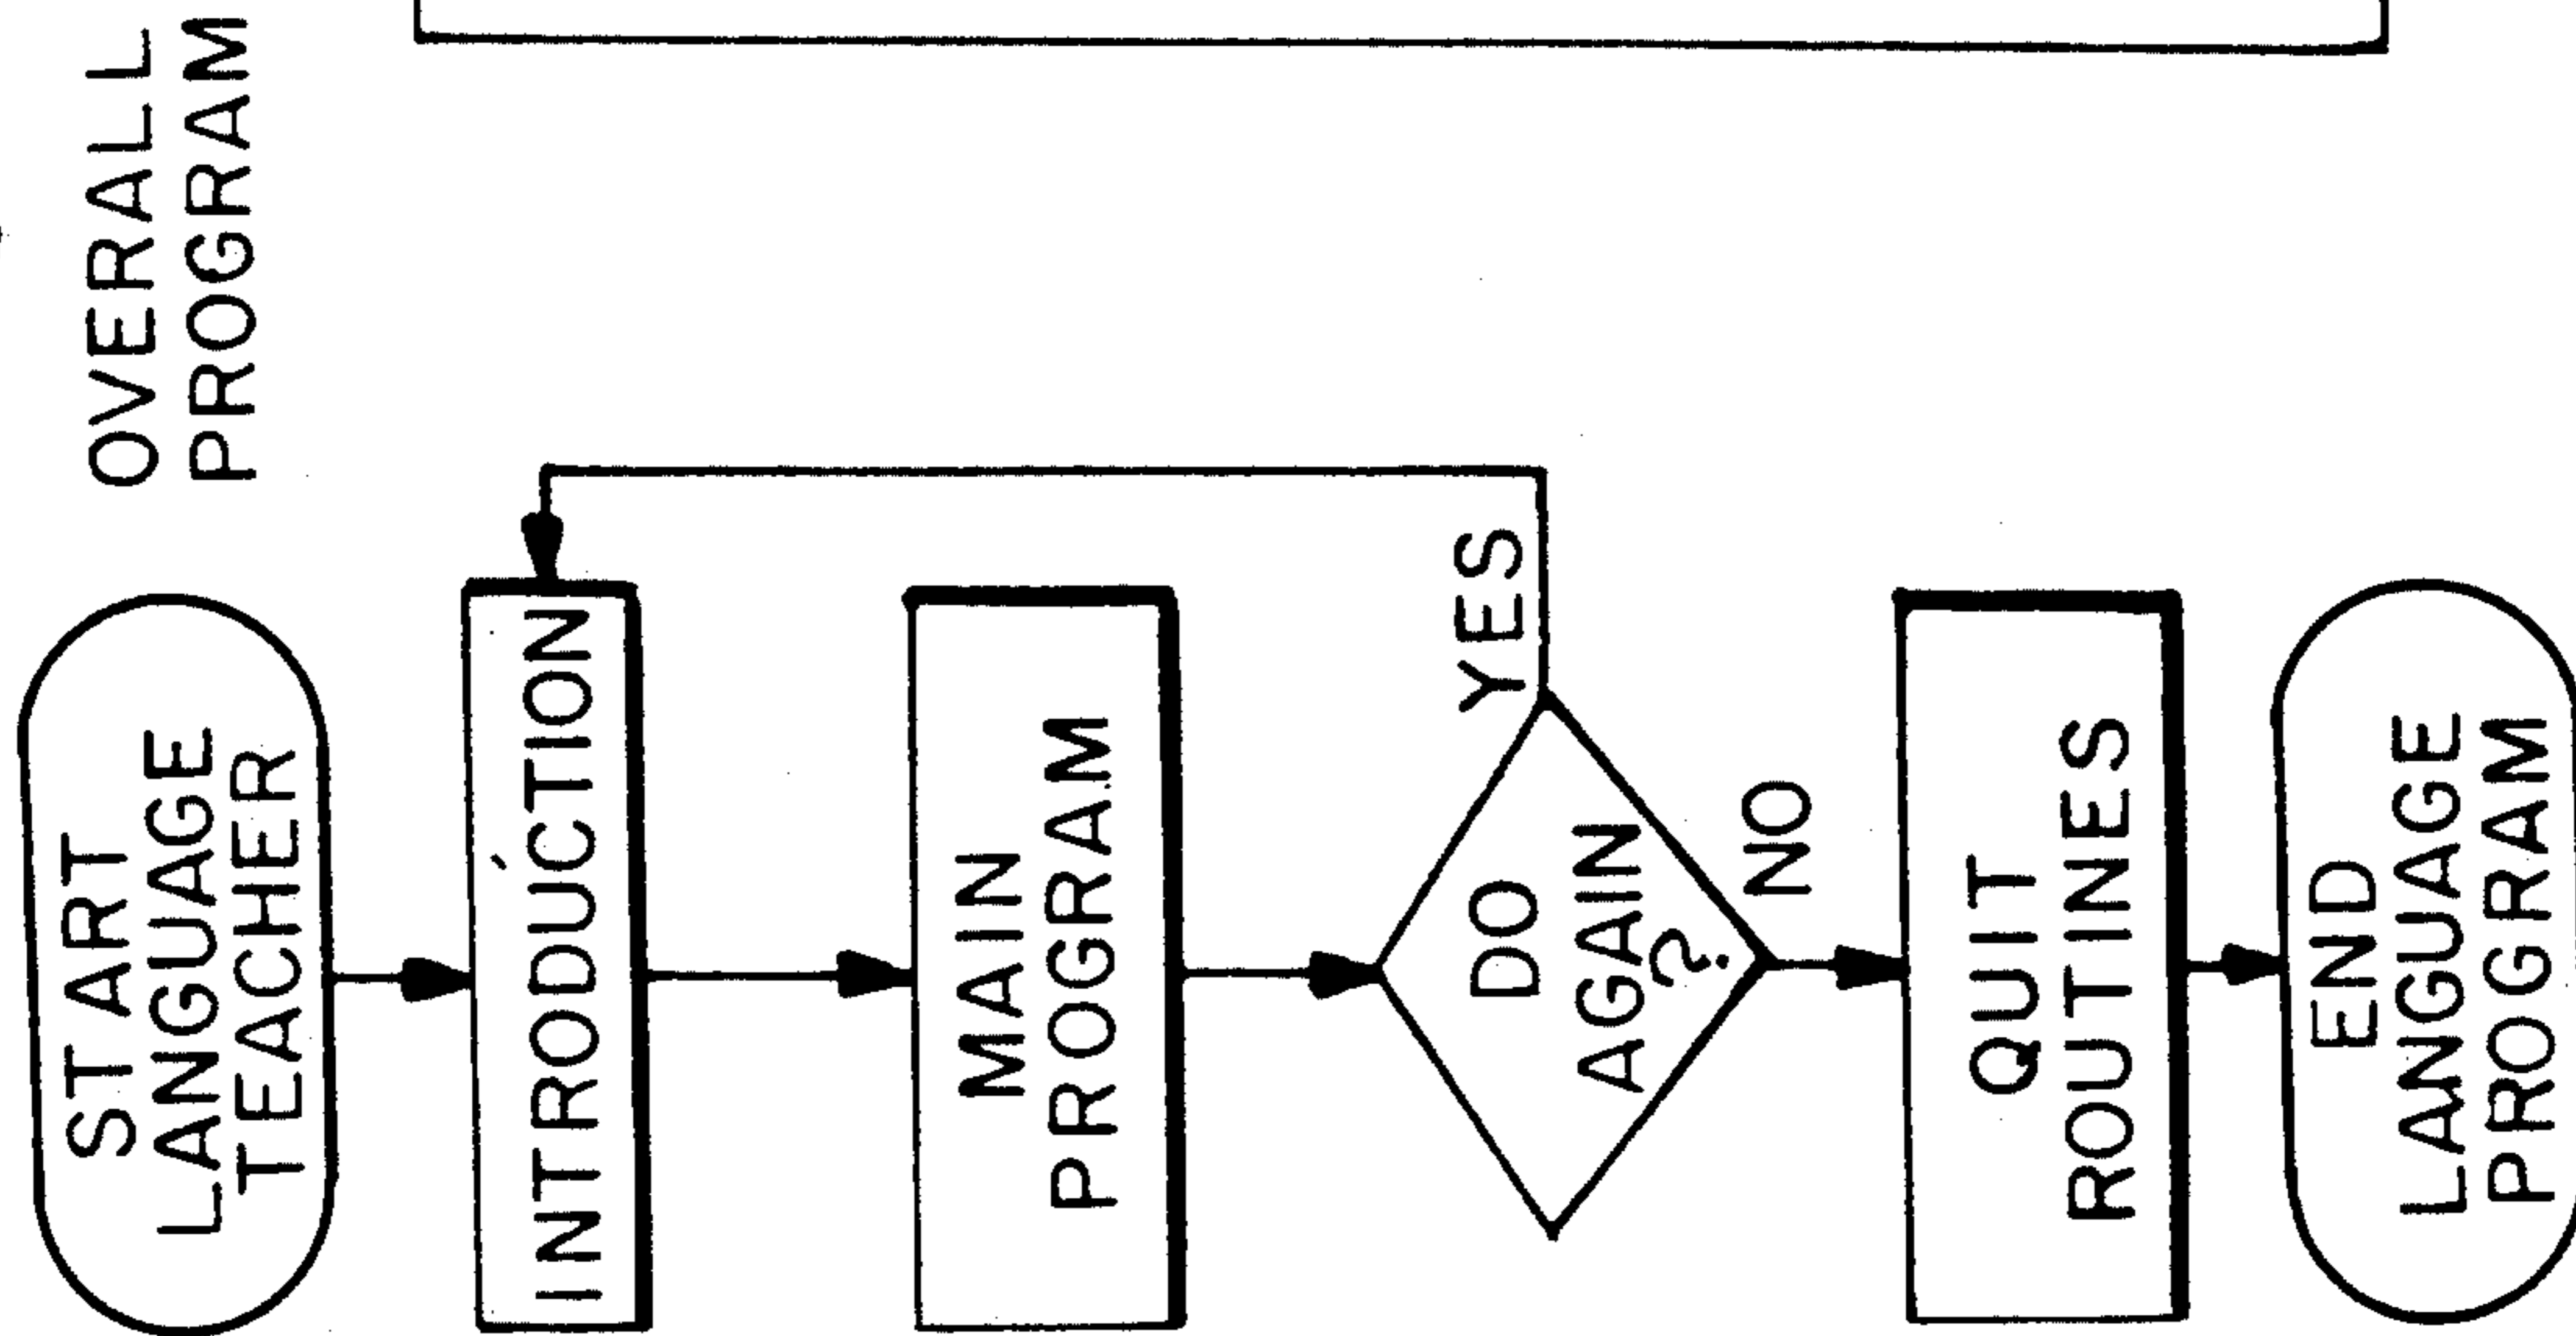 OVERALL
PROGRAM
START
LANGUAGE
TEACHER
INTRODUCTION
MAIN
PROGRAM
DO
AGAIN
?
YES
NO
QUIT
ROUTINES
END
LANGUAGE
PROGRAM